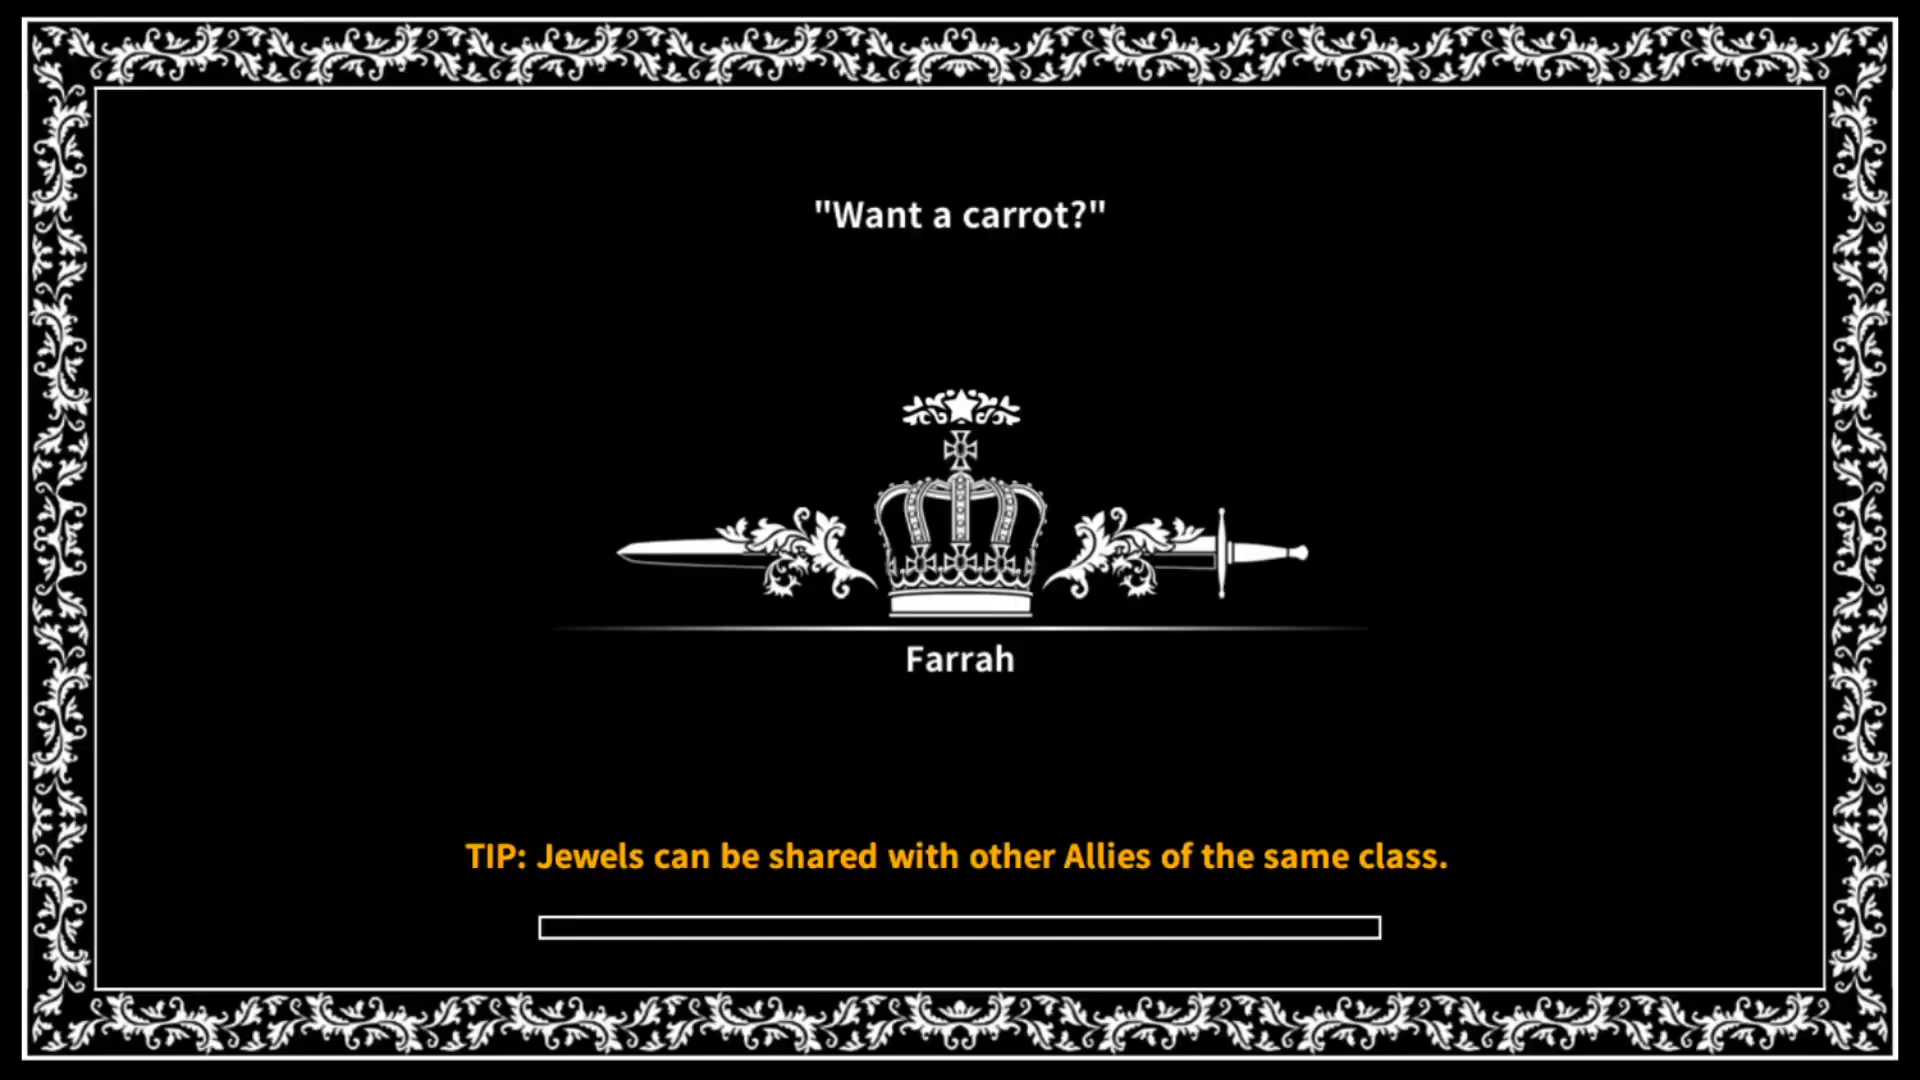 "Want a carrot?"
Farrah
TIP: Jewels can be shared with other Allies of the same class.